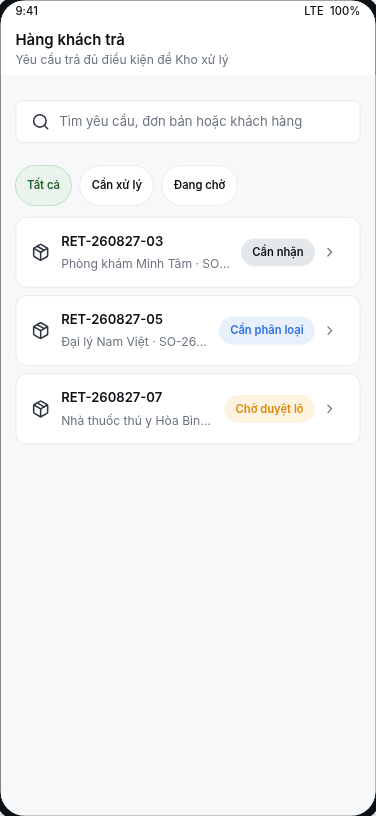 9:41
LTE 100%
Hàng khách trả
Yêu cầu trả đủ điều kiện để Kho xử lý
Tìm yêu cầu, đơn bán hoặc khách hàng
Tất cả
Cần xử lý
Đang chờ
RET-260827-03
Phòng khám Minh Tâm · SO...
Cần nhận
RET-260827-05
Đại lý Nam Việt · SO-26...
Cần phân loại
RET-260827-07
Nhà thuốc thú y Hòa Bìn...
Chờ duyệt lô